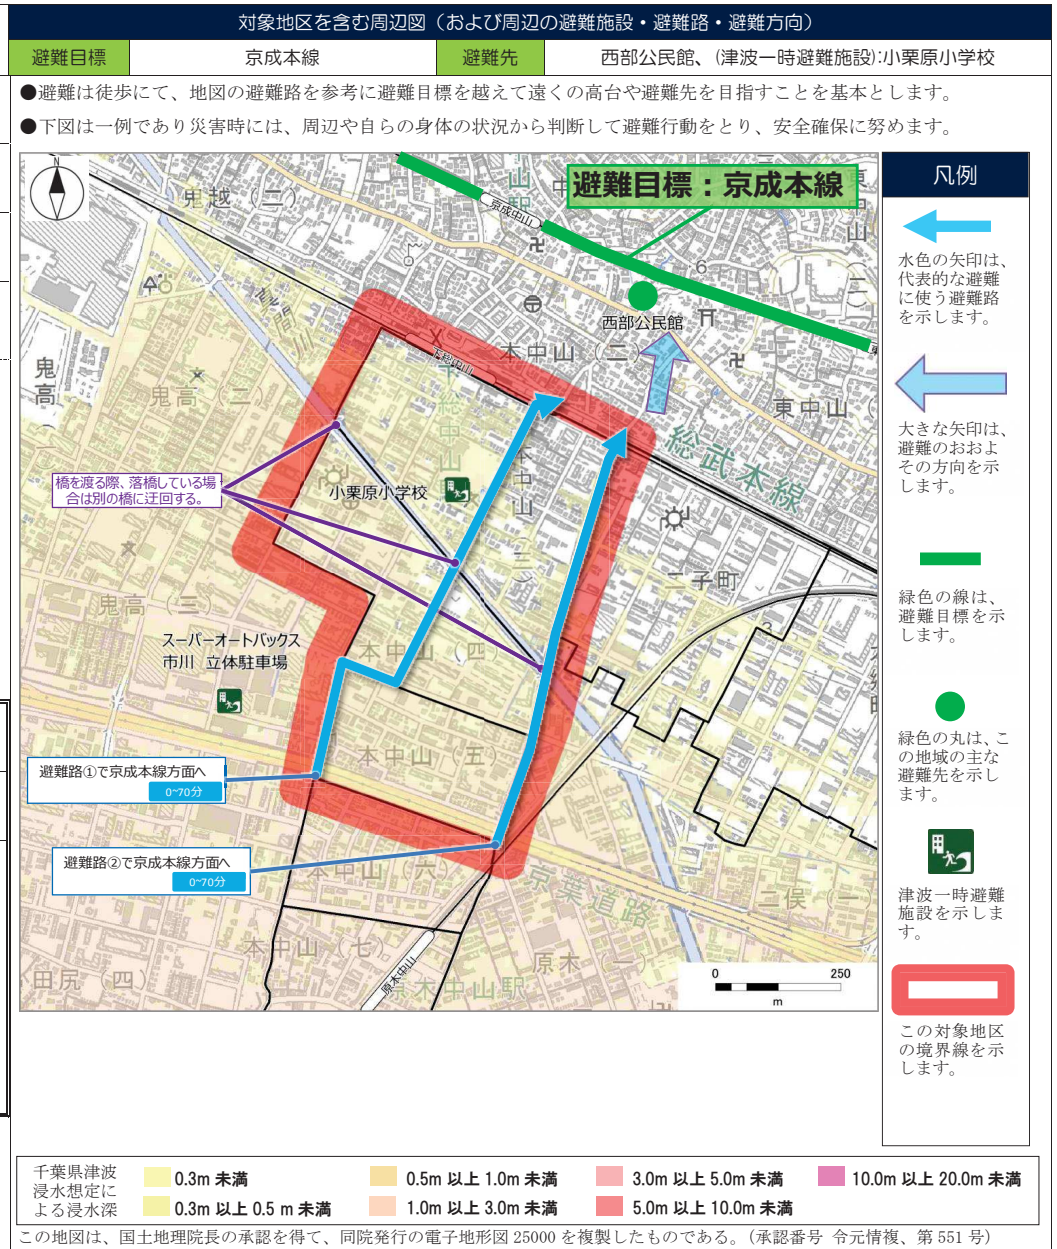 対象地区を含む周辺図（および周辺の避難施設・避難路・避難方向）
避難目標
京成本線
避難先
西部公民館、(津波一時避難施設):小栗原小学校
●避難は徒歩にて、地図の避難路を参考に避難目標を越えて遠くの高台や避難先を目指すことを基本とします。
●下図は一例であり災害時には、周辺や自らの身体の状況から判断して避難行動をとり、安全確保に努めます。
N
鬼越（二）
京成中山
避難目標：京成本線
6
西部公民館
本中山（二）
下総中山
東中山（
総武本線
鬼高
鬼高（二）
橋を渡る際、落橋している場
合は別の橋に迂回する。
小栗原小学校
本中山（三）
二子町
鬼高（三）
スーパーオートバックス
市川 立体駐車場
本中山（四）
本中山（五）
避難路①で京成本線方面へ
0~70分
避難路②で京成本線方面へ
0~70分
本中山（六）
京葉道路
二俣（一
本中山（七）
原木（一）
田尻（四）
原木中山
原木中山駅
0
250
m
凡例
水色の矢印は、
代表的な避難
に使う避難路
を示します。
大きな矢印は、
避難のおおよ
その方向を示
します。
緑色の線は、
避難目標を示
します。
緑色の丸は、こ
の地域の主な
避難先を示し
ます。
津波一時避難
施設を示しま
す。
この対象地区
の境界線を示
します。
千葉県津波
浸水想定に
よる浸水深
0.3m 未満
0.5m 以上 1.0m 未満
3.0m 以上 5.0m 未満
10.0m 以上 20.0m 未満
0.3m 以上 0.5 m 未満
1.0m 以上 3.0m 未満
5.0m 以上 10.0m 未満
この地図は、国土地理院長の承認を得て、同院発行の電子地形図 25000 を複製したものである。（承認番号 令元情複、第 551 号）